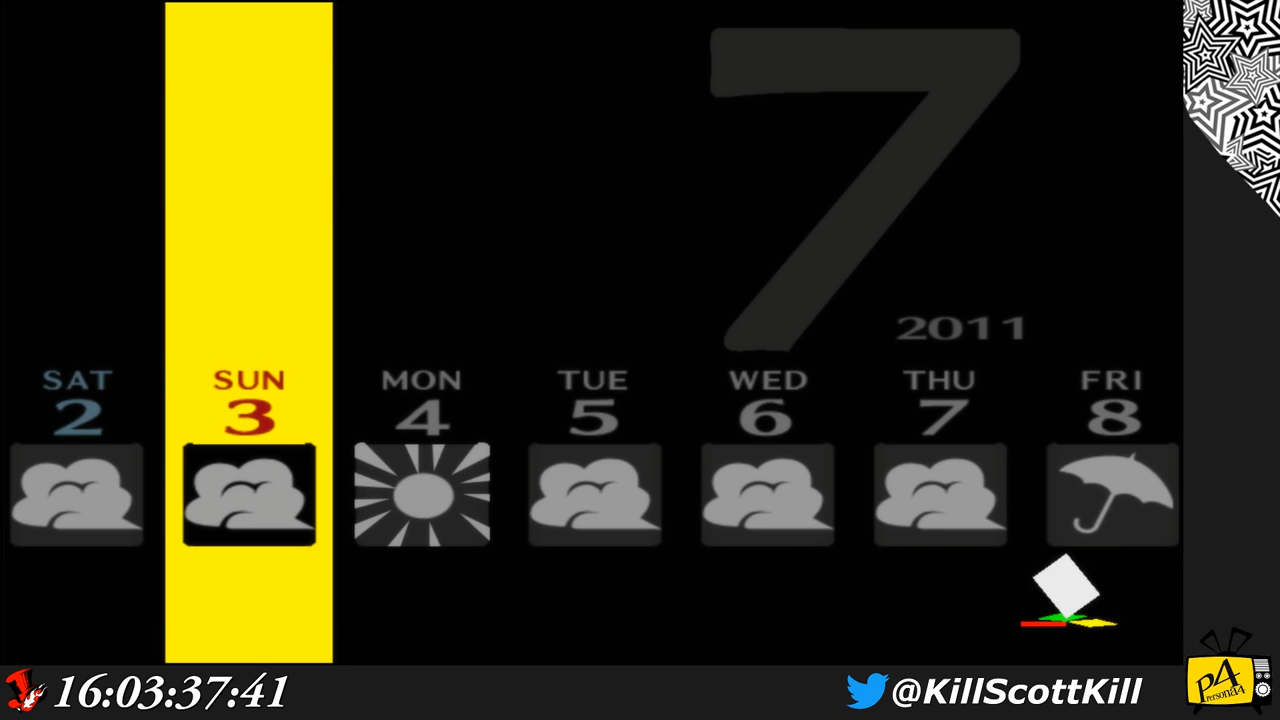 7
2011
SAT SUN MON TUE WED THU FRI
2 3 4 5 6 7 8
16:03:37:41 @KillScottKill
P4
Persona4